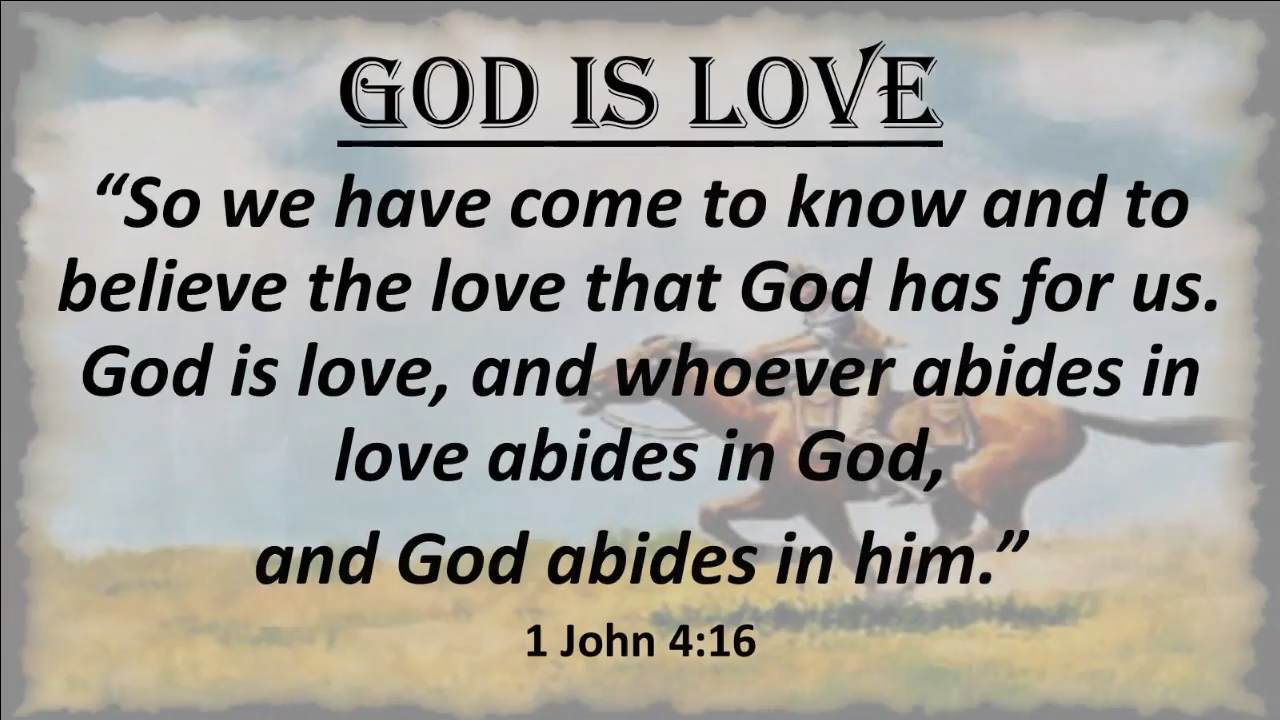 GOD IS LOVE
“So we have come to know and to
believe the love that God has for us.
God is love, and whoever abides in
love abides in God,
and God abides in him.”
1 John 4:16